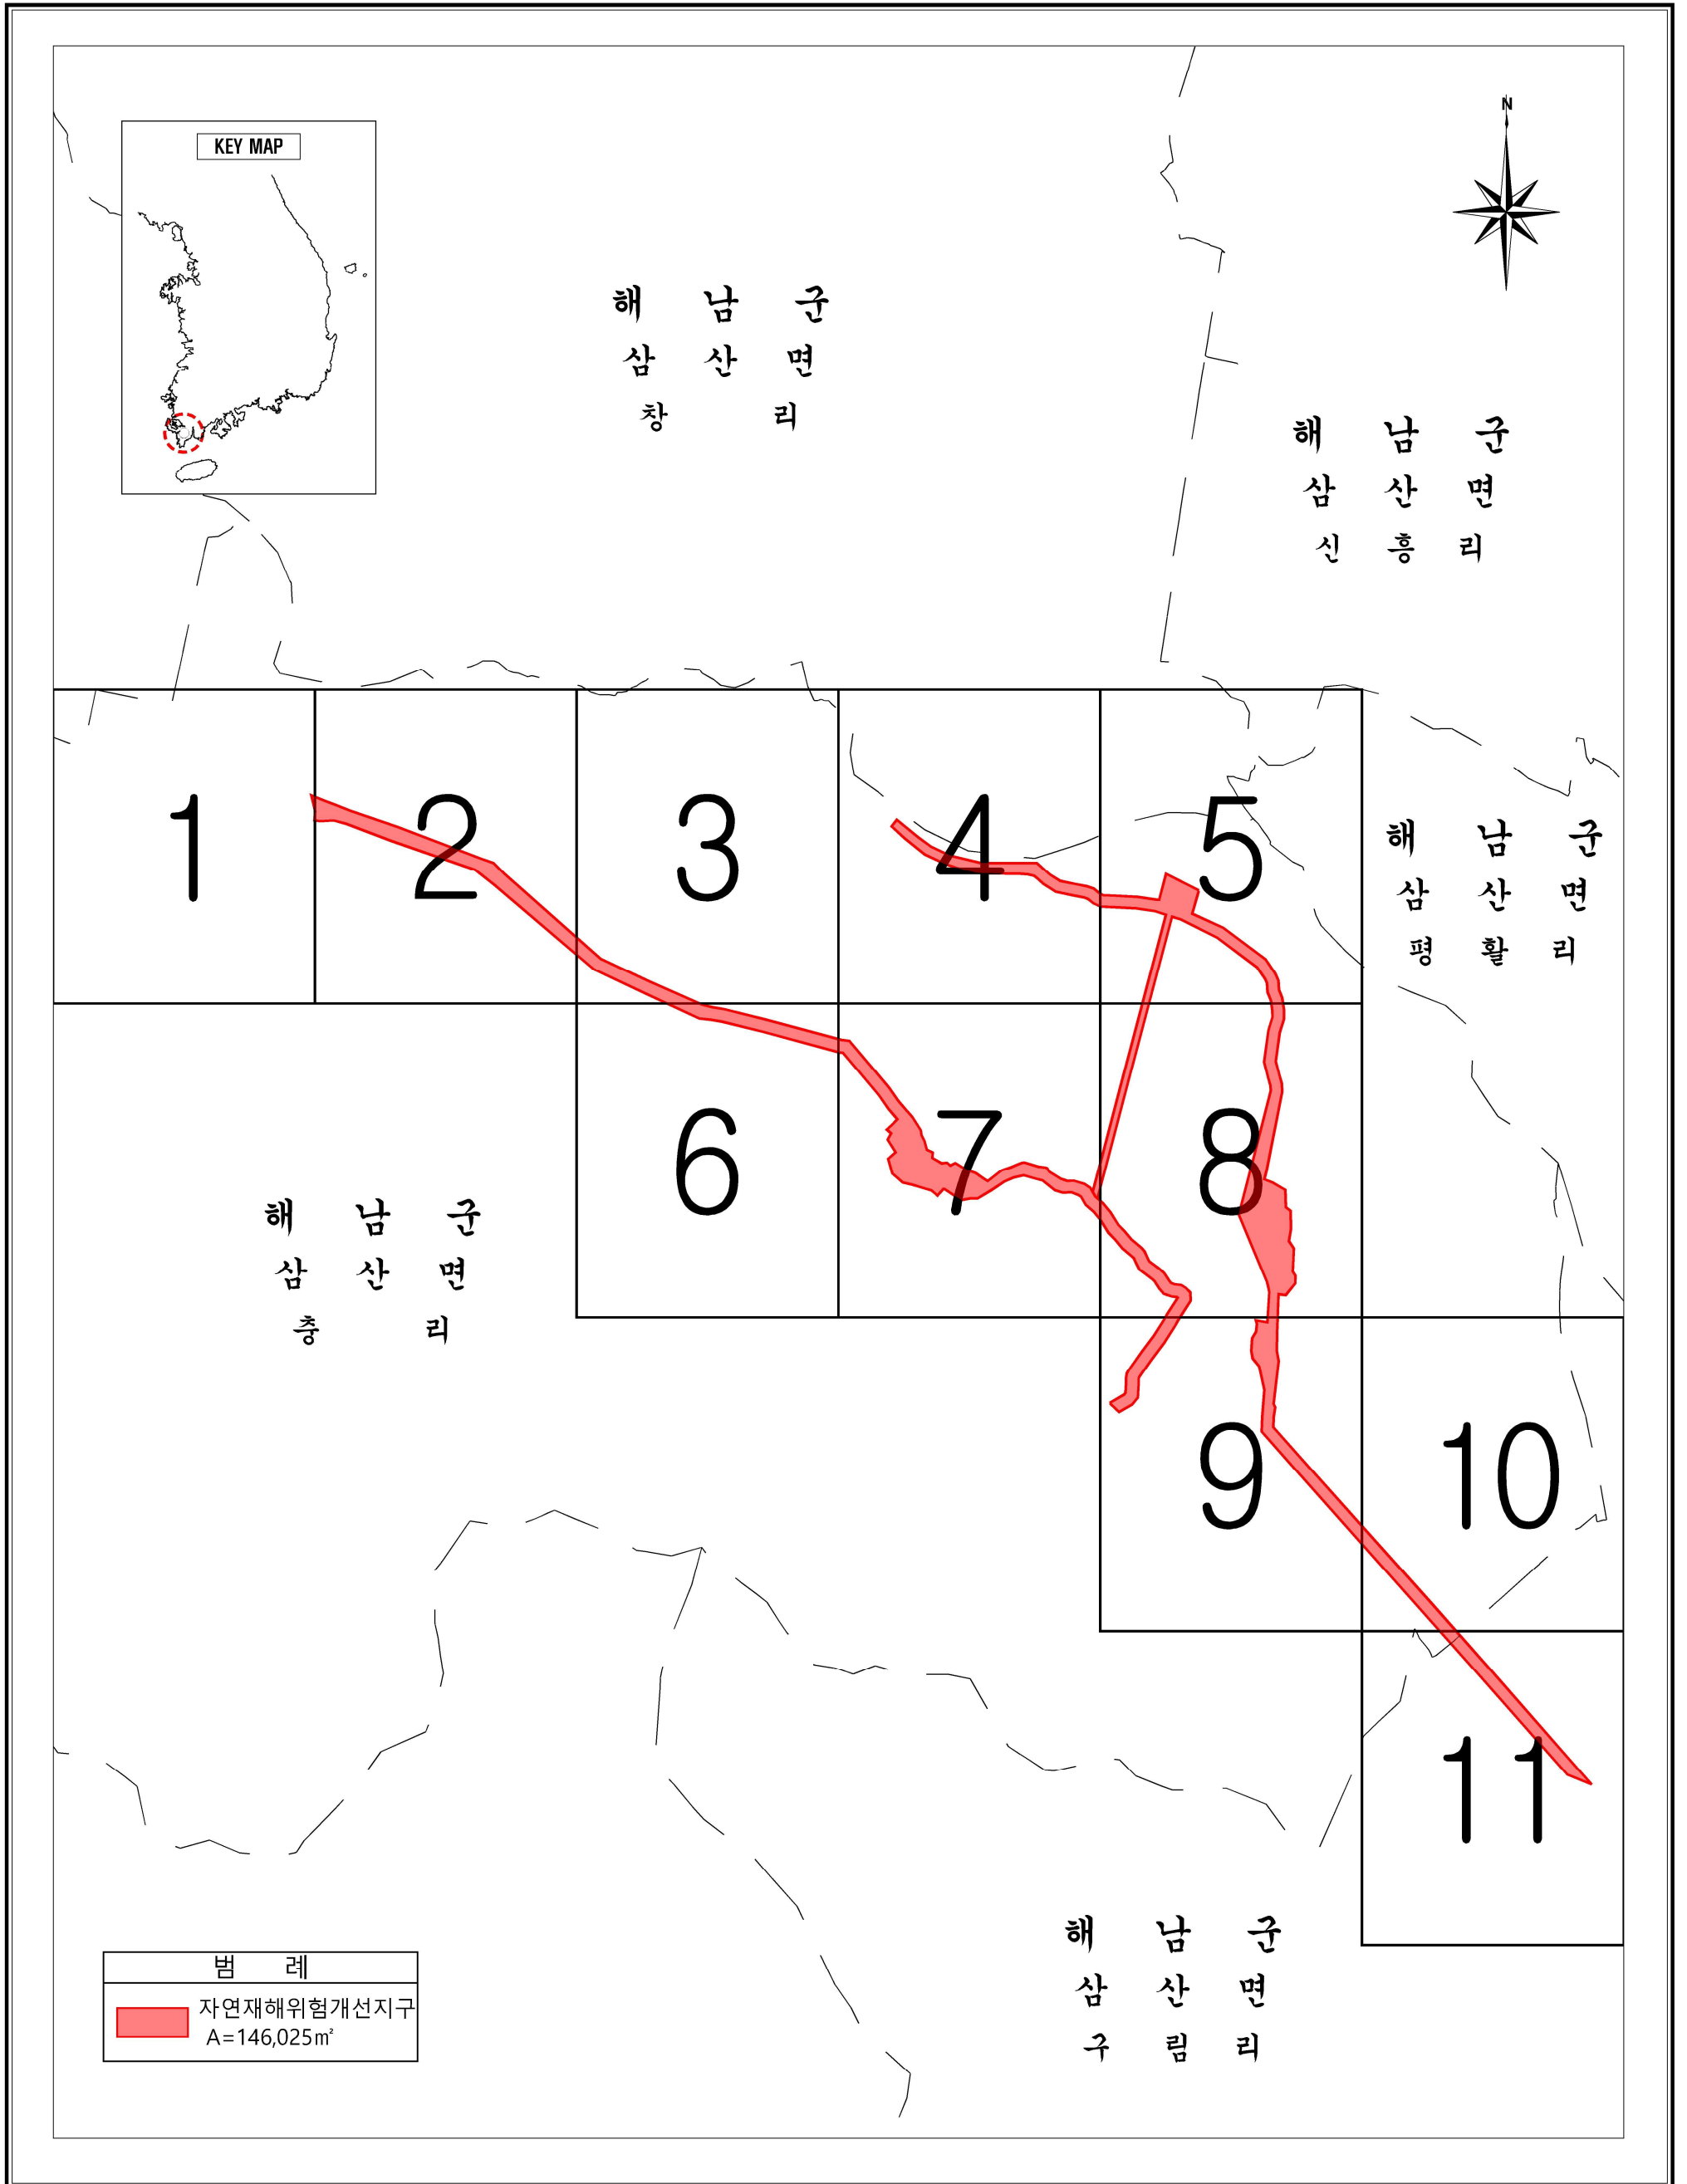 KEY MAP
N
해 남 군
삼 산 면
창 리
해 남 군
삼 산 면
신 흥 리
1
2
3
4
5
해 남 군
삼 산 면
평 활 리
6
7
8
해 남 군
삼 산 면
충 리
9
10
11
해 남 군
삼 산 면
구 림 리
범 례
자연재해위험개선지구
A=146,025㎡